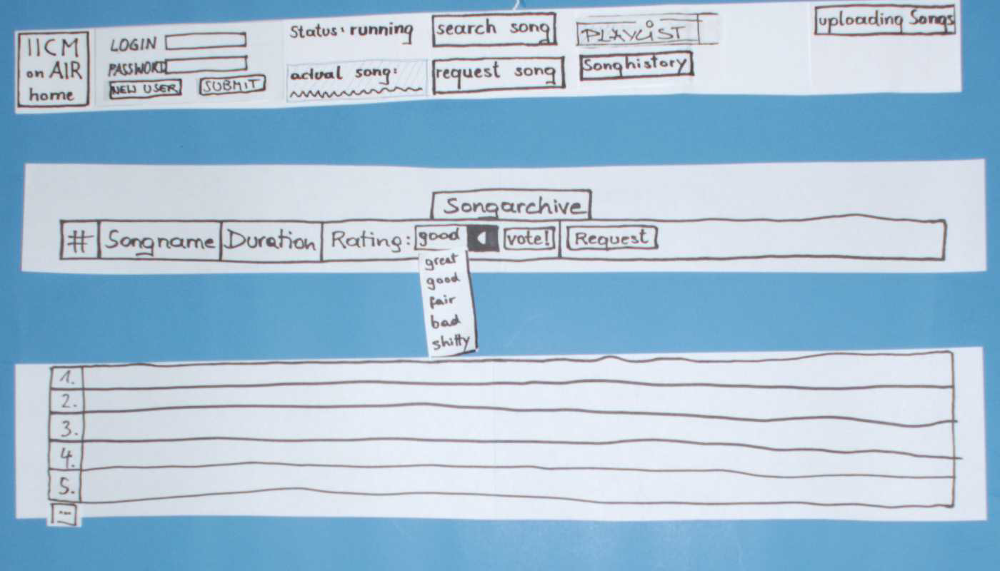 IICM
on AIR
home
LOGIN
PASSWORD
NEW USER
SUBMIT
Status: running
actual song:
search song
request song
PLAYLiST
Songhistory
uploading Songs
Songarchive
# Songname Duration Rating: good vote! Request
great
good
fair
bad
shitty
1.
2.
3.
4.
5.
...